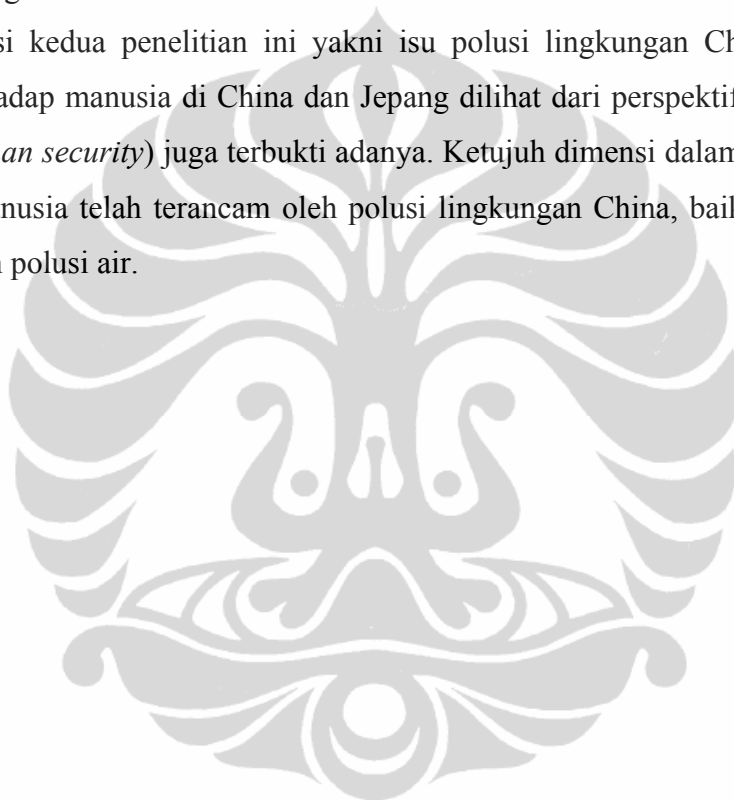 si kedua penelitian ini yakni isu polusi lingkungan Ch
adap manusia di China dan Jepang dilihat dari perspektif
an security) juga terbukti adanya. Ketujuh dimensi dalam
nusia telah terancam oleh polusi lingkungan China, baik
polusi air.